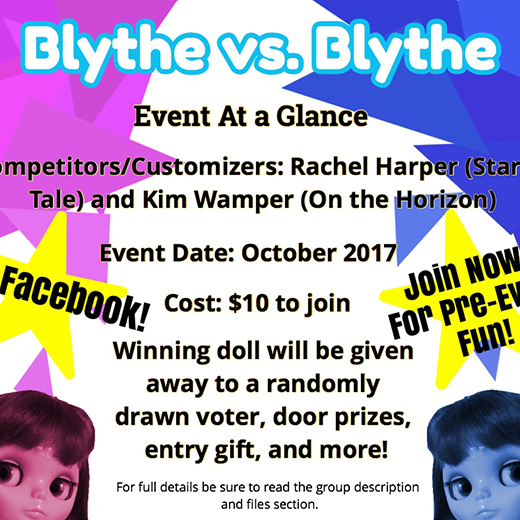 Blythe vs. Blythe
Event At a Glance
ompetitors/Customizers: Rachel Harper (Star
Tale) and Kim Wamper (On the Horizon)
Event Date: October 2017
Facebook!
Cost: $10 to join
Join Now
For Pre-Ev
Fun!
Winning doll will be given
away to a randomly
drawn voter, door prizes,
entry gift, and more!
For full details be sure to read the group description
and files section.